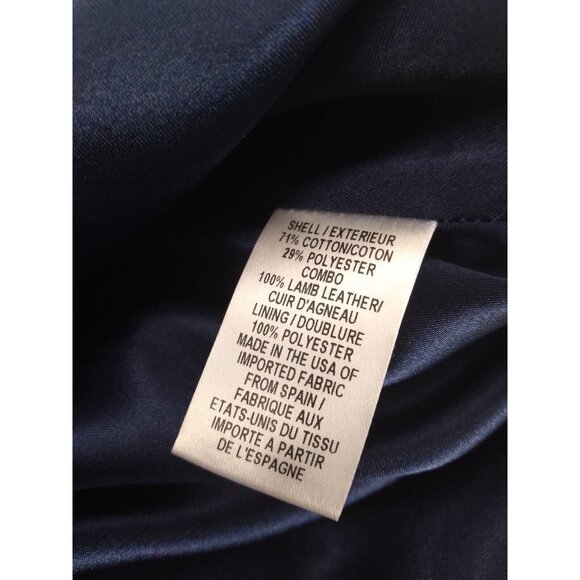 SHELL / EXTERIEUR
71% COTTON/COTON
29% POLYESTER
COMBO
100% LAMB LEATHER/
CUIR D'AGNEAU
LINING / DOUBLURE
100% POLYESTER
MADE IN THE USA OF
IMPORTED FABRIC
FROM SPAIN /
FABRIQUE AUX
ETATS-UNIS DU TISSU
IMPORTE A PARTIR
DE L'ESPAGNE